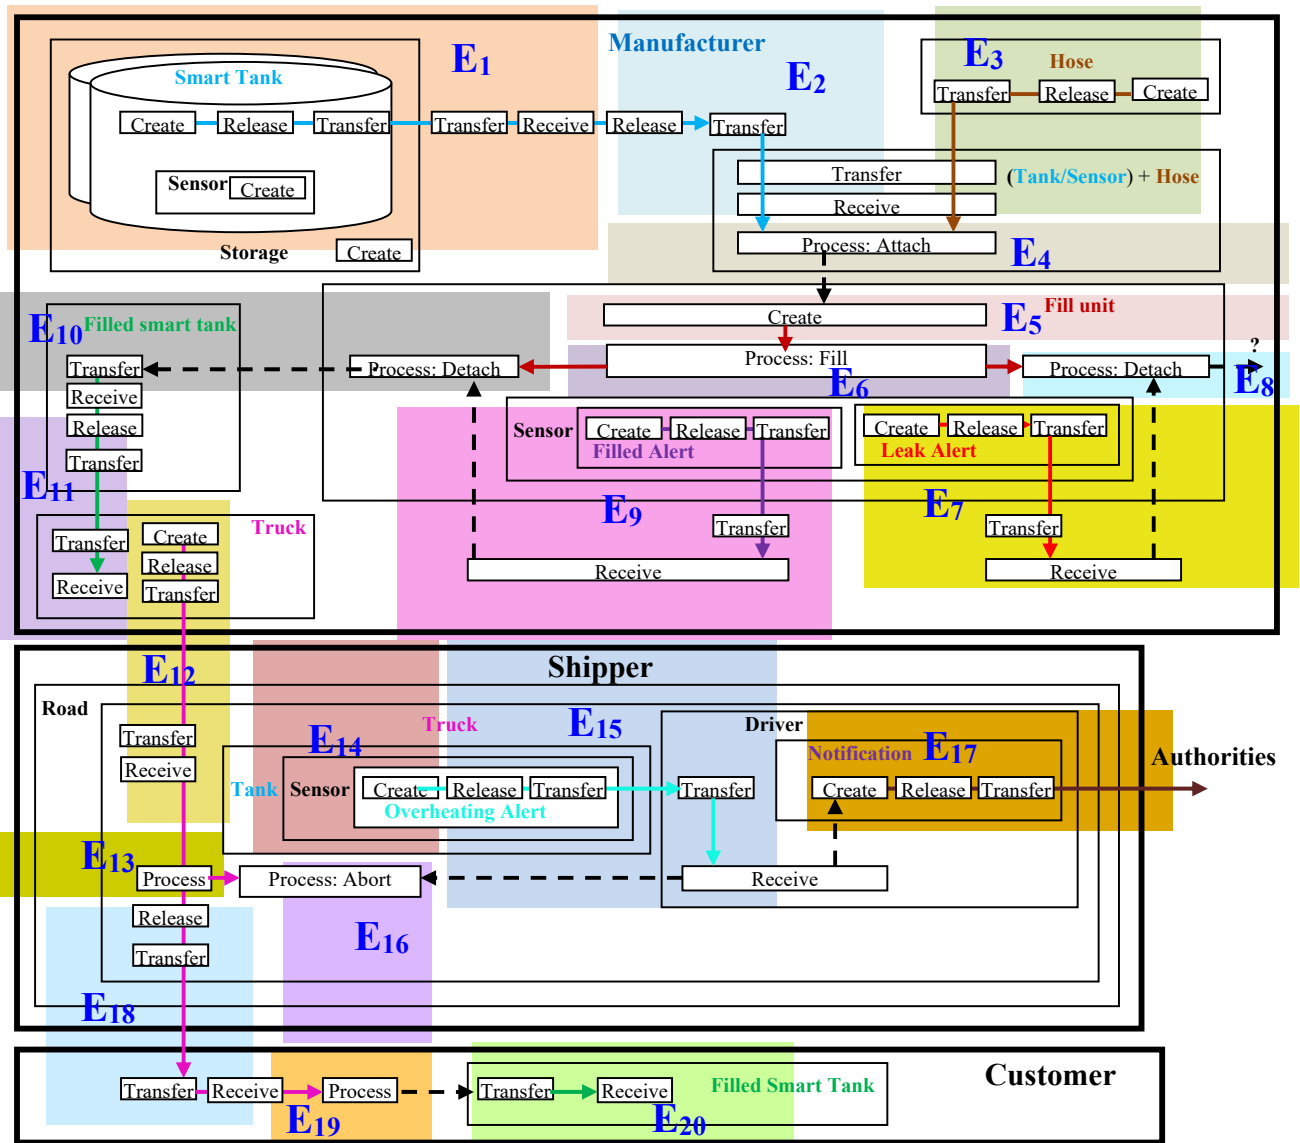 Manufacturer
E1
E2
E3
Smart Tank
Hose
Create
Release
Transfer
Transfer
Receive
Release
Transfer
Transfer
Release
Create
Sensor
Create
Transfer
(Tank/Sensor) + Hose
Receive
Storage
Create
Process: Attach
E4
E10
Filled smart tank
Create
E5
Fill unit
Transfer
Process: Detach
Process: Fill
Process: Detach
?
E6
E8
Receive
Release
Sensor
Create
Release
Transfer
Create
Release
Transfer
Filled Alert
Leak Alert
Transfer
E11
E9
E7
Truck
Transfer
Create
Transfer
Transfer
Release
Receive
Transfer
Receive
Receive
Shipper
E12
Road
Truck
E15
Driver
Transfer
E14
Notification
E17
Authorities
Receive
Tank
Sensor
Create
Release
Transfer
Transfer
Create
Release
Transfer
Overheating Alert
E13
Process
Process: Abort
Receive
Release
E16
Transfer
E18
Customer
Transfer
Receive
Process
Transfer
Receive
Filled Smart Tank
E19
E20